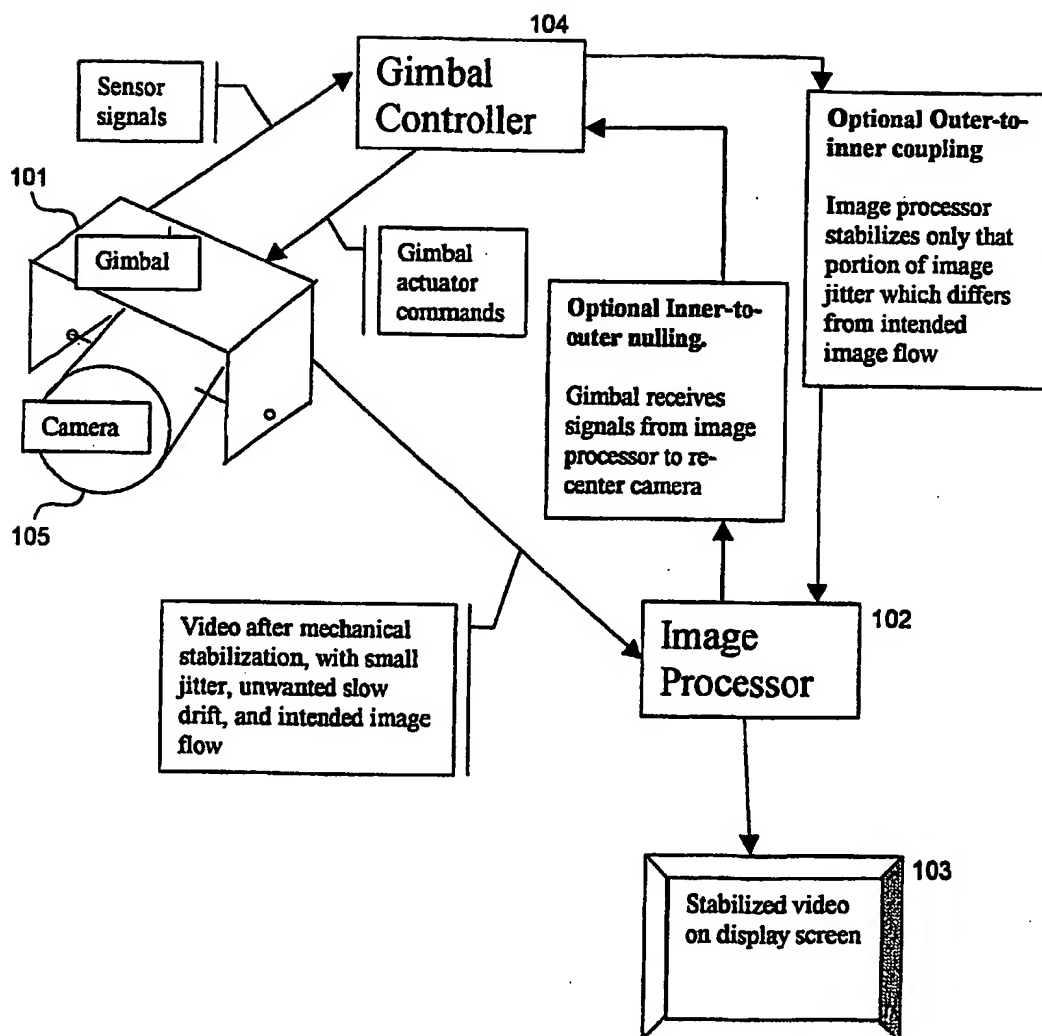 104
Gimbal
Controller
Sensor
signals
101
Gimbal
Camera
105
Gimbal
actuator
commands
Optional Inner-to-
outer nulling.
Gimbal receives
signals from image
processor to re-
center camera
Optional Outer-to-
inner coupling
Image processor
stabilizes only that
portion of image
jitter which differs
from intended
image flow
Video after mechanical
stabilization, with small
jitter, unwanted slow
drift, and intended image
flow
102
Image
Processor
103
Stabilized video
on display screen